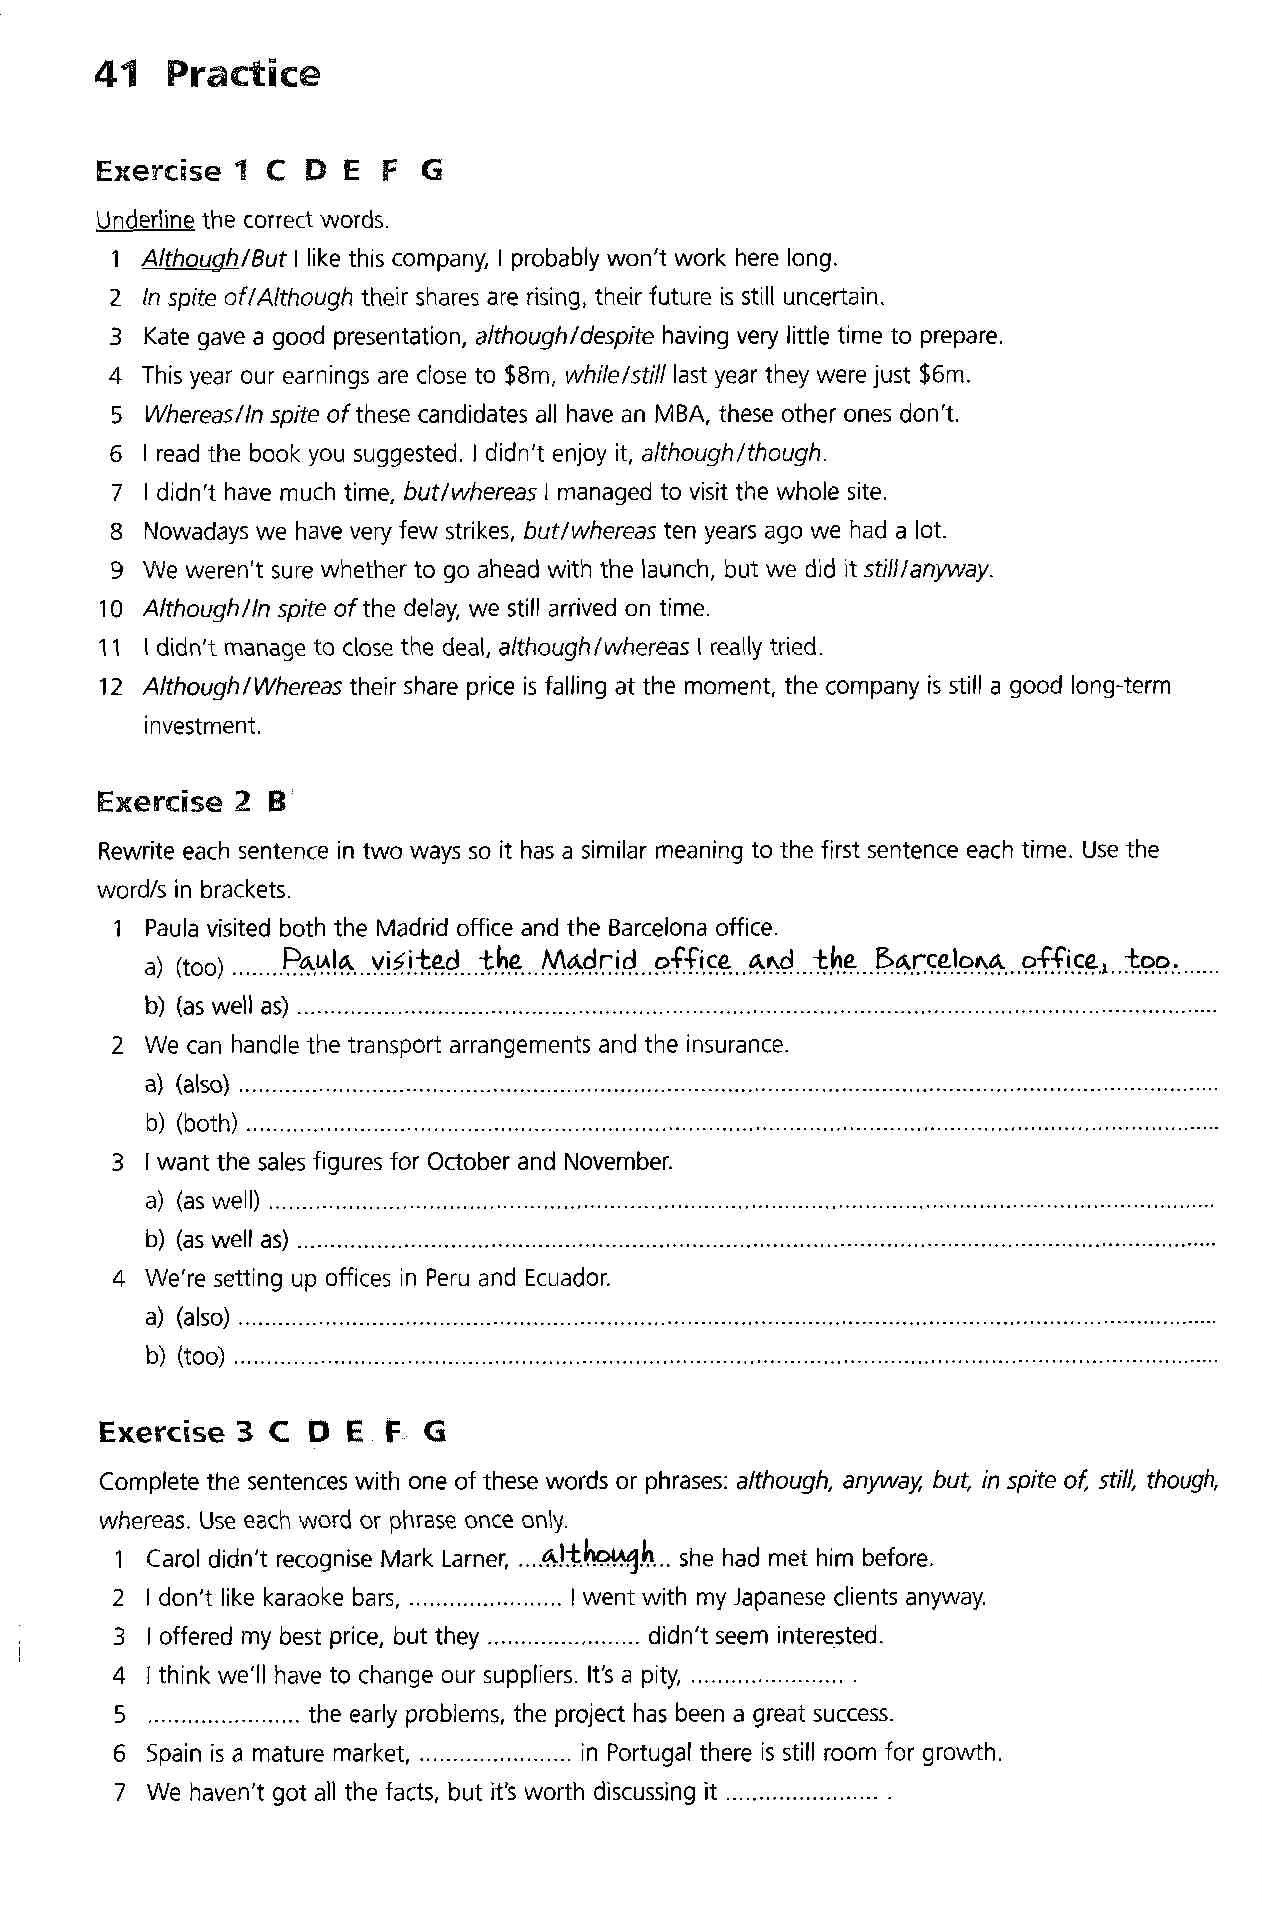 41 Practice
Exercise 1 C D E F G
Underline the correct words.
1 Although/But I like this company, I probably won't work here long.
2 In spite of/Although their shares are rising, their future is still uncertain.
3 Kate gave a good presentation, although/despite having very little time to prepare.
4 This year our earnings are close to $8m, while/still last year they were just $6m.
5 Whereas/In spite of these candidates all have an MBA, these other ones don't.
6 I read the book you suggested. I didn't enjoy it, although/though.
7 I didn't have much time, but/whereas I managed to visit the whole site.
8 Nowadays we have very few strikes, but/whereas ten years ago we had a lot.
9 We weren't sure whether to go ahead with the launch, but we did it still/anyway.
10 Although/In spite of the delay, we still arrived on time.
11 I didn't manage to close the deal, although/whereas I really tried.
12 Although/Whereas their share price is falling at the moment, the company is still a good long-term
investment.
Exercise 2 B
Rewrite each sentence in two ways so it has a similar meaning to the first sentence each time. Use the
word/s in brackets.
1 Paula visited both the Madrid office and the Barcelona office.
a) (too) ....... Paula visited the Madrid office and the Barcelona office, too. ......
b) (as well as) ..........................................................
2 We can handle the transport arrangements and the insurance.
a) (also) ..........................................................
b) (both) ..........................................................
3 I want the sales figures for October and November.
a) (as well) ..........................................................
b) (as well as) ..........................................................
4 We're setting up offices in Peru and Ecuador.
a) (also) ..........................................................
b) (too) ..........................................................
Exercise 3 C D E F G
Complete the sentences with one of these words or phrases: although, anyway, but, in spite of, still, though,
whereas. Use each word or phrase once only.
1 Carol didn't recognise Mark Larner, ....although... she had met him before.
2 I don't like karaoke bars, ....................... I went with my Japanese clients anyway.
3 I offered my best price, but they ....................... didn't seem interested.
4 I think we'll have to change our suppliers. It's a pity, ....................... .
5 ....................... the early problems, the project has been a great success.
6 Spain is a mature market, ....................... in Portugal there is still room for growth.
7 We haven't got all the facts, but it's worth discussing it ....................... .